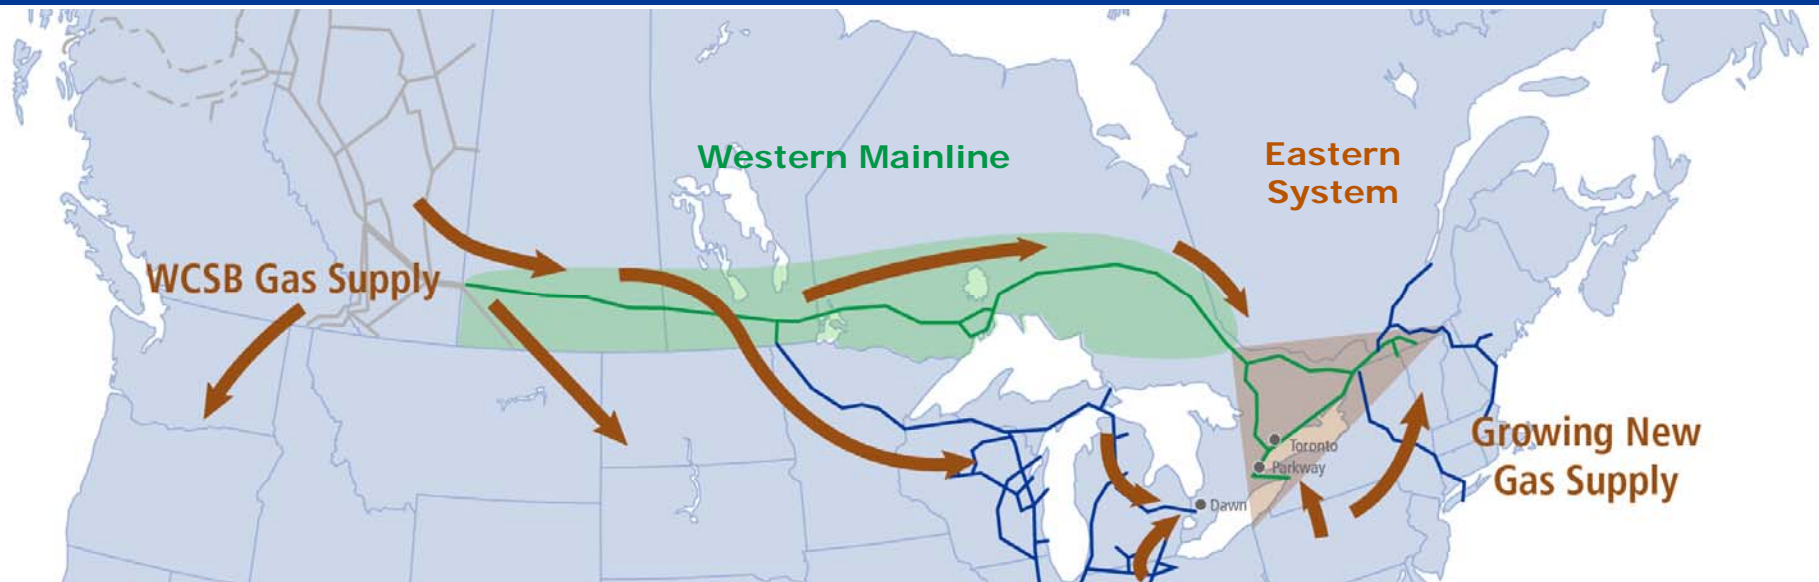 Western Mainline
Eastern
System
WCSB Gas Supply
Toronto
Parkway
Dawn
Growing New
Gas Supply